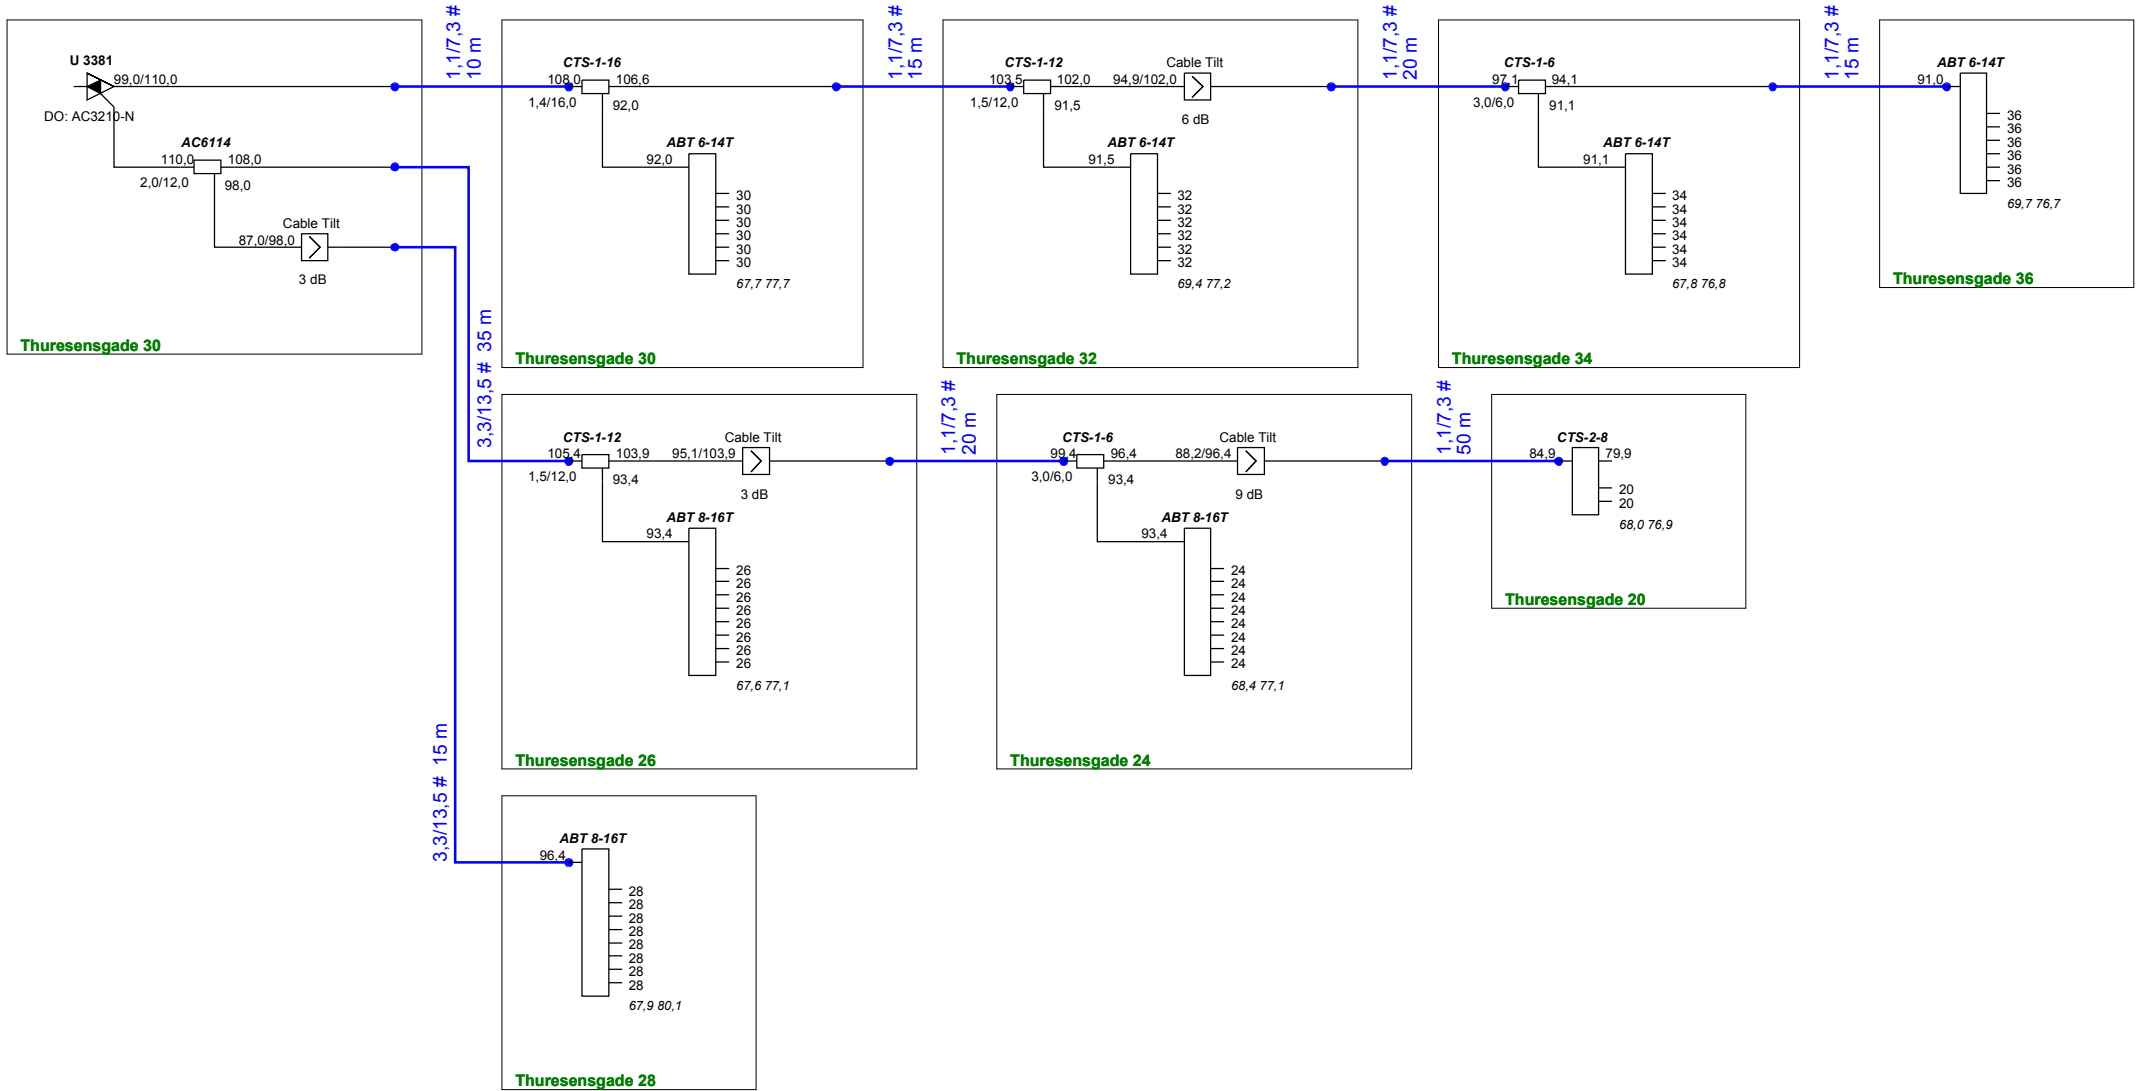 U 3381
99,0/110,0
DO: AC3210-N
AC6114
110,0
108,0
2,0/12,0
98,0
Cable Tilt
87,0/98,0
3 dB
Thuresensgade 30
1,1/7,3 #
10 m
CTS-1-16
108,0
106,6
1,4/16,0
92,0
ABT 6-14T
92,0
30
30
30
30
30
30
67,7 77,7
Thuresensgade 30
1,1/7,3 #
15 m
CTS-1-12
103,5
102,0
94,9/102,0
Cable Tilt
1,5/12,0
91,5
6 dB
ABT 6-14T
91,5
32
32
32
32
32
32
69,4 77,2
Thuresensgade 32
1,1/7,3 #
20 m
CTS-1-6
97,1
94,1
3,0/6,0
91,1
ABT 6-14T
91,1
34
34
34
34
34
34
67,8 76,8
Thuresensgade 34
1,1/7,3 #
15 m
ABT 6-14T
91,0
36
36
36
36
36
36
69,7 76,7
Thuresensgade 36
3,3/13,5 # 35 m
CTS-1-12
105,4
103,9
95,1/103,9
Cable Tilt
1,5/12,0
93,4
3 dB
ABT 8-16T
93,4
26
26
26
26
26
26
26
26
67,6 77,1
Thuresensgade 26
1,1/7,3 #
20 m
CTS-1-6
99,4
96,4
88,2/96,4
Cable Tilt
3,0/6,0
93,4
9 dB
ABT 8-16T
93,4
24
24
24
24
24
24
24
24
68,4 77,1
Thuresensgade 24
1,1/7,3 #
50 m
CTS-2-8
84,9
79,9
20
20
68,0 76,9
Thuresensgade 20
3,3/13,5 # 15 m
ABT 8-16T
96,4
28
28
28
28
28
28
28
28
67,9 80,1
Thuresensgade 28